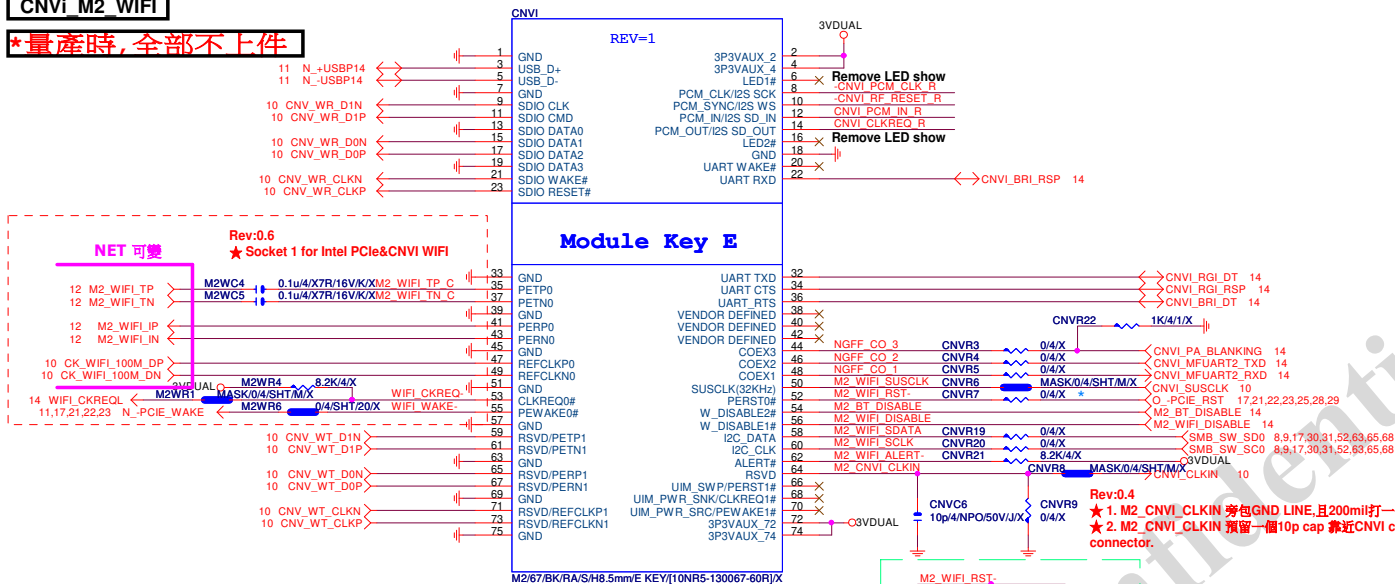 CNVi_M2_WIFI
*量產時,全部不上件
CNVI
REV=1
3VDUAL
1 GND 3P3VAUX_2 2
11 N_+USBP14 3 USB_D+ 3P3VAUX_4 4
11 N_-USBP14 5 USB_D- LED1# 6 Remove LED show
7 GND PCM_CLK/I2S SCK 8 -CNVI_PCM_CLK_R
10 CNV_WR_D1N 9 SDIO CLK PCM_SYNC/I2S WS 10 -CNVI_RF_RESET_R
10 CNV_WR_D1P 11 SDIO CMD PCM_IN/I2S SD_IN 12 CNVI_PCM_IN_R
13 SDIO DATA0 PCM_OUT/I2S SD_OUT 14 CNVI_CLKREQ_R
10 CNV_WR_D0N 15 SDIO DATA1 LED2# 16 Remove LED show
10 CNV_WR_D0P 17 SDIO DATA2 GND 18
19 SDIO DATA3 UART WAKE# 20
10 CNV_WR_CLKN 21 SDIO WAKE# UART RXD 22 CNVI_BRI_RSP 14
10 CNV_WR_CLKP 23 SDIO RESET#
Module Key E
NET 可變
Rev:0.6
★ Socket 1 for Intel PCIe&CNVI WIFI
33 GND UART TXD 32 CNVI_RGI_DT 14
12 M2_WIFI_TP M2WC4 0.1u/4/X7R/16V/K/X M2_WIFI_TP_C 35 PETP0 UART CTS 34 CNVI_RGI_RSP 14
12 M2_WIFI_TN M2WC5 0.1u/4/X7R/16V/K/X M2_WIFI_TN_C 37 PETN0 UART_RTS 36 CNVI_BRI_DT 14
39 GND VENDOR DEFINED 38
12 M2_WIFI_IP 41 PERP0 VENDOR DEFINED 40 CNVR22 1K/4/1/X
12 M2_WIFI_IN 43 PERN0 VENDOR DEFINED 42
45 GND COEX3 44 NGFF_CO_3 CNVR3 0/4/X CNVI_PA_BLANKING 14
10 CK_WIFI_100M_DP 47 REFCLKP0 COEX2 46 NGFF_CO_2 CNVR4 0/4/X CNVI_MFUART2_TXD 14
10 CK_WIFI_100M_DN 49 REFCLKN0 COEX1 48 NGFF_CO_1 CNVR5 0/4/X CNVI_MFUART2_RXD 14
3VDUAL M2WR4 8.2K/4/X 51 GND SUSCLK(32KHz) 50 M2_WIFI_SUSCLK CNVR6 MASK/0/4/SHT/M/X CNVI_SUSCLK 10
14 WIFI_CKREQL M2WR1 MASK/0/4/SHT/M/X WIFI_CKREQ- 53 CLKREQ0# PERST0# 52 M2_WIFI_RST- CNVR7 0/4/X * O_-PCIE_RST 17,21,22,23,25,28,29
11,17,21,22,23 N_-PCIE_WAKE M2WR6 0/4/SHT/20/X WIFI_WAKE- 55 PEWAKE0# W_DISABLE2# 54 M2_BT_DISABLE M2_BT_DISABLE 14
57 GND W_DISABLE1# 56 M2_WIFI_DISABLE M2_WIFI_DISABLE 14
10 CNV_WT_D1N 59 RSVD/PETP1 I2C_DATA 58 M2_WIFI_SDATA CNVR19 0/4/X SMB_SW_SD0 8,9,17,30,31,52,63,65,68
10 CNV_WT_D1P 61 RSVD/PETN1 I2C_CLK 60 M2_WIFI_SCLK CNVR20 0/4/X SMB_SW_SC0 8,9,17,30,31,52,63,65,68
63 GND ALERT# 62 M2_WIFI_ALERT- CNVR21 8.2K/4/X 3VDUAL
10 CNV_WT_D0N 65 RSVD/PERP1 RSVD 64 M2_CNVI_CLKIN CNVR8 MASK/0/4/SHT/M/X CNVI_CLKIN 10
10 CNV_WT_D0P 67 RSVD/PERN1 UIM_SWP/PERST1# 66
69 GND UIM_PWR_SNK/CLKREQ1# 68
10 CNV_WT_CLKN 71 RSVD/REFCLKP1 UIM_PWR_SRC/PEWAKE1# 70
10 CNV_WT_CLKP 73 RSVD/REFCLKN1 3P3VAUX_72 72 3VDUAL
75 GND 3P3VAUX_74 74
CNVC6
10p/4/NPO/50V/J/X
CNVR9
0/4/X
Rev:0.4
★ 1. M2_CNVI_CLKIN 旁包GND LINE,且200mil打一
★ 2. M2_CNVI_CLKIN 預留一個10p cap 靠近CNVI c
connector.
M2/67/BK/RA/S/H8.5mm/E KEY/[10NR5-130067-60R]/X
M2_WIFI_RST-
nfidenti